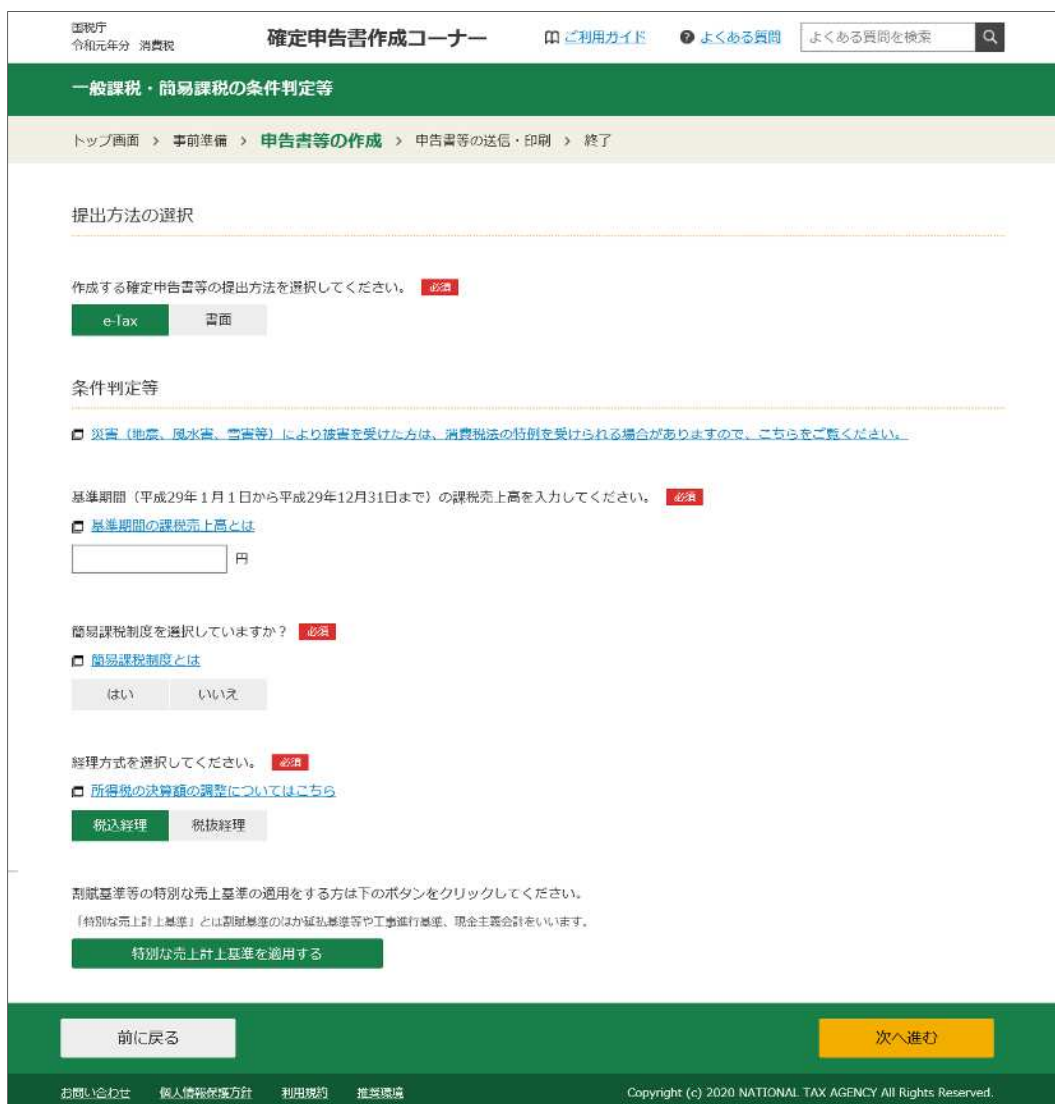 国税庁
令和元年分 消費税
確定申告書作成コーナー
ご利用ガイド
よくある質問
よくある質問を検索
一般課税・簡易課税の条件判定等
トップ画面 > 事前準備 > 申告書等の作成 > 申告書等の送信・印刷 > 終了
提出方法の選択
作成する確定申告書等の提出方法を選択してください。 必須
e-Tax 書面
条件判定等
災害（地震、風水害、雪害等）により被害を受けた方は、消費税法の特例を受けられる場合がありますので、こちらをご覧ください。
基準期間（平成29年1月1日から平成29年12月31日まで）の課税売上高を入力してください。 必須
基準期間の課税売上高とは
円
簡易課税制度を選択していますか？ 必須
簡易課税制度とは
はい いいえ
経理方式を選択してください。 必須
所得税の決算額の調整についてはこちら
税込経理 税抜経理
割賦基準等の特別な売上基準の適用をする方は下のボタンをクリックしてください。
「特別な売上計上基準」とは割賦基準のほか延払基準等や工事進行基準、現金主義会計をいいます。
特別な売上計上基準を適用する
前に戻る 次へ進む
お問い合わせ 個人情報保護方針 利用規約 推奨環境 Copyright (c) 2020 NATIONAL TAX AGENCY All Rights Reserved.